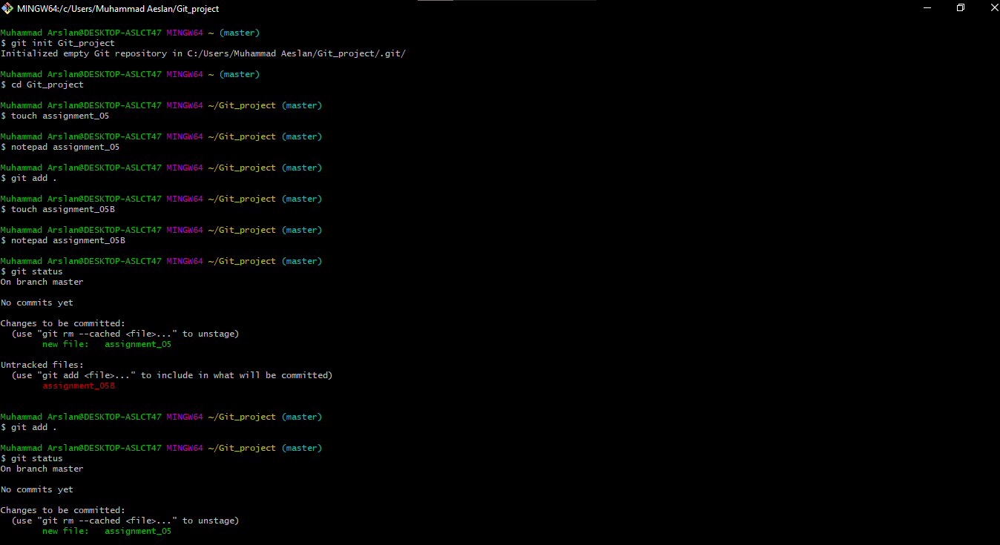 MINGW64:/c/Users/Muhammad Aeslan/Git_project
Muhammad Arslan@DESKTOP-ASLCT47 MINGW64 ~ (master)
$ git init Git_project
Initialized empty Git repository in C:/Users/Muhammad Aeslan/Git_project/.git/
Muhammad Arslan@DESKTOP-ASLCT47 MINGW64 ~ (master)
$ cd Git_project
Muhammad Arslan@DESKTOP-ASLCT47 MINGW64 ~/Git_project (master)
$ touch assignment_05
Muhammad Arslan@DESKTOP-ASLCT47 MINGW64 ~/Git_project (master)
$ notepad assignment_05
Muhammad Arslan@DESKTOP-ASLCT47 MINGW64 ~/Git_project (master)
$ git add .
Muhammad Arslan@DESKTOP-ASLCT47 MINGW64 ~/Git_project (master)
$ touch assignment_05B
Muhammad Arslan@DESKTOP-ASLCT47 MINGW64 ~/Git_project (master)
$ notepad assignment_05B
Muhammad Arslan@DESKTOP-ASLCT47 MINGW64 ~/Git_project (master)
$ git status
On branch master
No commits yet
Changes to be committed:
(use "git rm --cached <file>..." to unstage)
new file: assignment_05
Untracked files:
(use "git add <file>..." to include in what will be committed)
assignment_05B
Muhammad Arslan@DESKTOP-ASLCT47 MINGW64 ~/Git_project (master)
$ git add .
Muhammad Arslan@DESKTOP-ASLCT47 MINGW64 ~/Git_project (master)
$ git status
On branch master
No commits yet
Changes to be committed:
(use "git rm --cached <file>..." to unstage)
new file: assignment_05